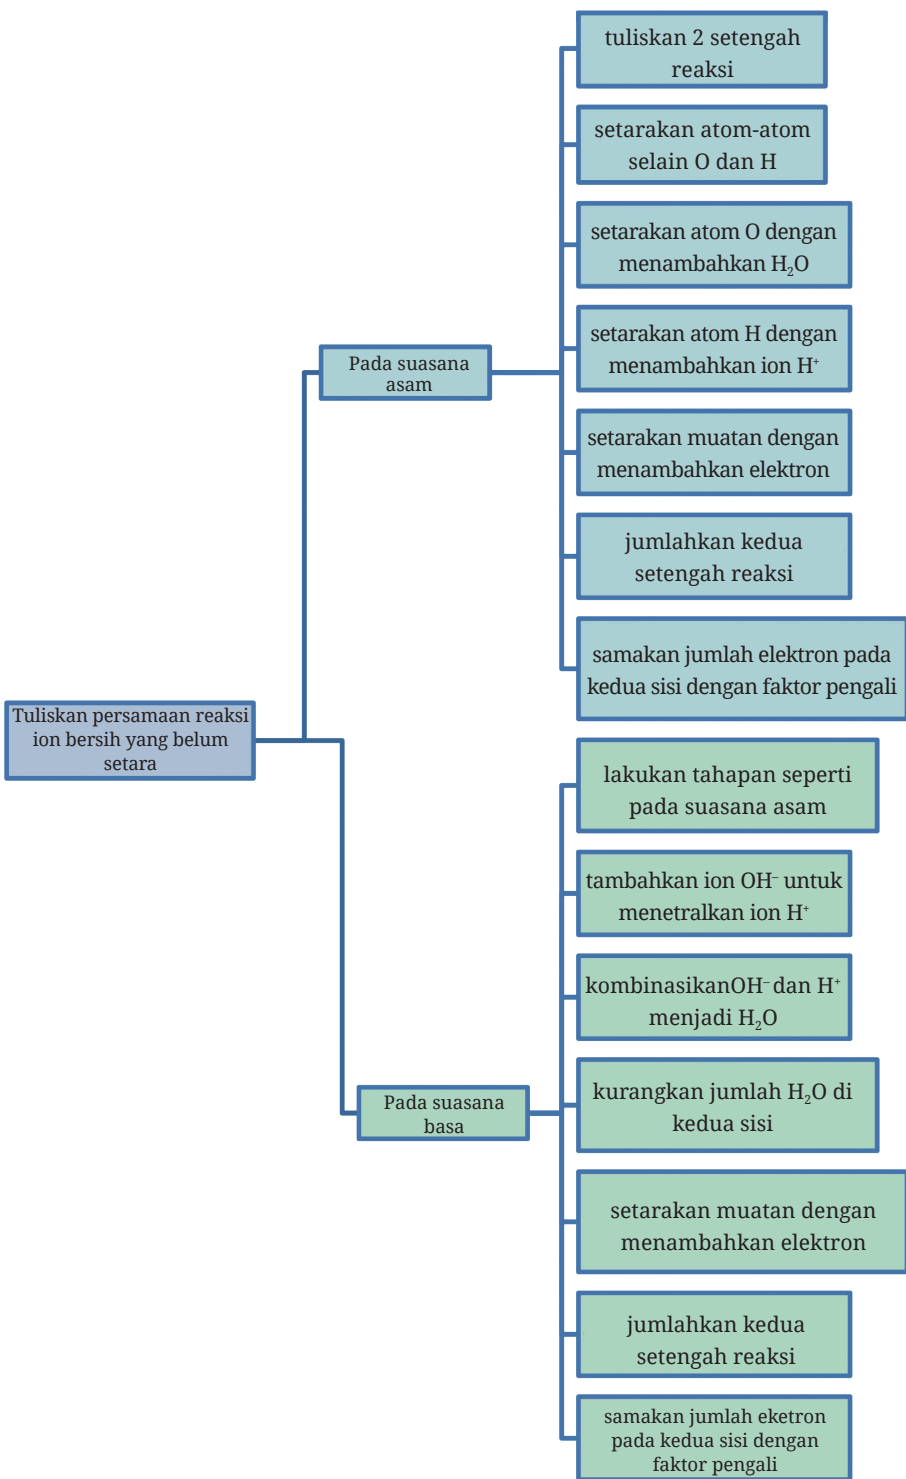 Tuliskan persamaan reaksi
ion bersih yang belum
setara
Pada suasana
asam
tuliskan 2 setengah
reaksi
setarakan atom-atom
selain O dan H
setarakan atom O dengan
menambahkan H₂O
setarakan atom H dengan
menambahkan ion H⁺
setarakan muatan dengan
menambahkan elektron
jumlahkan kedua
setengah reaksi
samakan jumlah elektron pada
kedua sisi dengan faktor pengali
Pada suasana
basa
lakukan tahapan seperti
pada suasana asam
tambahkan ion OH⁻ untuk
menetralkan ion H⁺
kombinasikanOH⁻ dan H⁺
menjadi H₂O
kurangkan jumlah H₂O di
kedua sisi
setarakan muatan dengan
menambahkan elektron
jumlahkan kedua
setengah reaksi
samakan jumlah eketron
pada kedua sisi dengan
faktor pengali